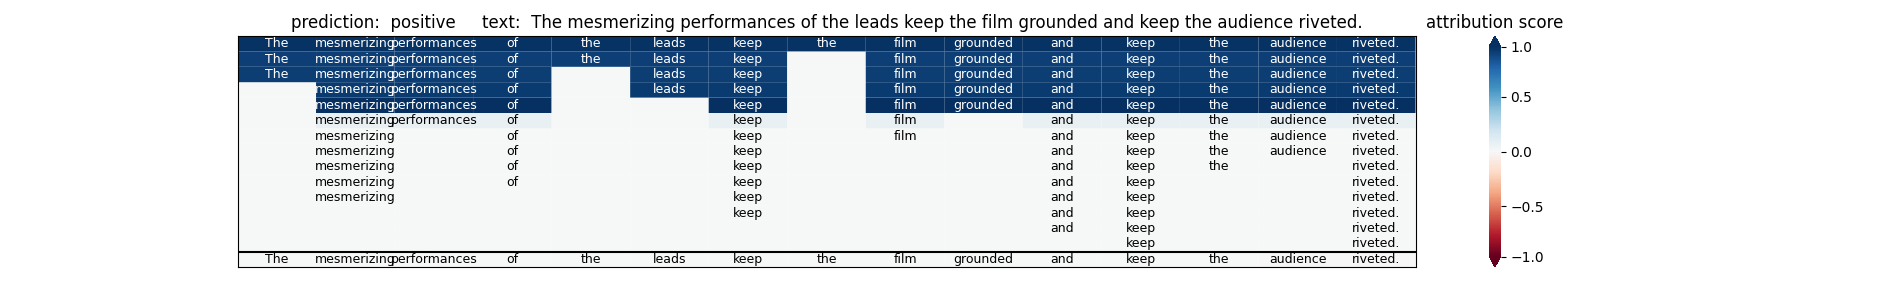 prediction: positive text: The mesmerizing performances of the leads keep the film grounded and keep the audience riveted. attribution score
The mesmerizing performances of the leads keep the film grounded and keep the audience riveted. 1.0
The mesmerizing performances of the leads keep film grounded and keep the audience riveted.
The mesmerizing performances of leads keep film grounded and keep the audience riveted.
mesmerizing performances of leads keep film grounded and keep the audience riveted. 0.5
mesmerizing performances of keep film grounded and keep the audience riveted.
mesmerizing performances of keep film and keep the audience riveted.
mesmerizing of keep film and keep the audience riveted.
mesmerizing of keep and keep the audience riveted. 0.0
mesmerizing of keep and keep the riveted.
mesmerizing of keep and keep riveted.
mesmerizing keep and keep riveted.
keep and keep riveted. −0.5
and keep riveted.
keep riveted.
The mesmerizing performances of the leads keep the film grounded and keep the audience riveted. −1.0